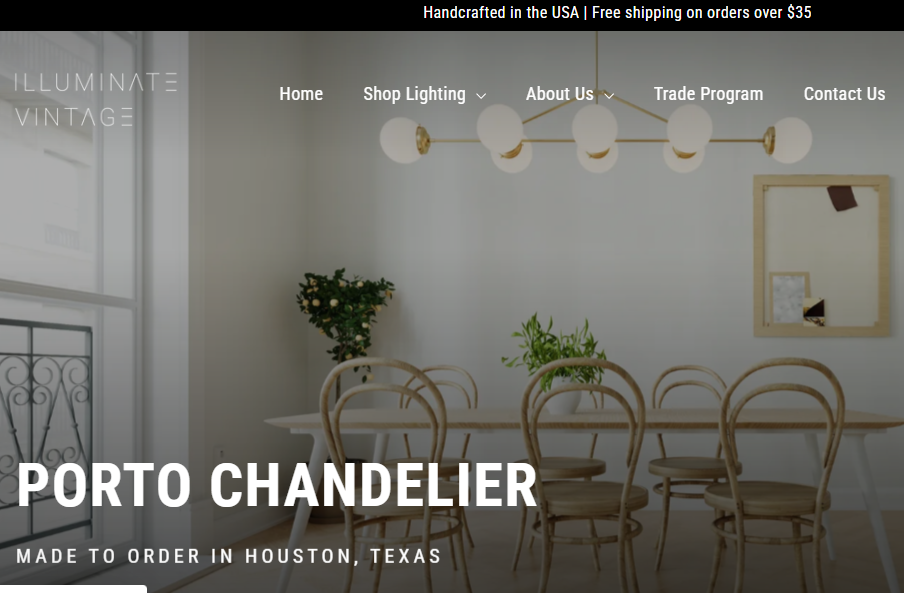 Handcrafted in the USA | Free shipping on orders over $35
ILLUMINATE
VINTAGE
Home Shop Lighting About Us Trade Program Contact Us
PORTO CHANDELIER
MADE TO ORDER IN HOUSTON, TEXAS